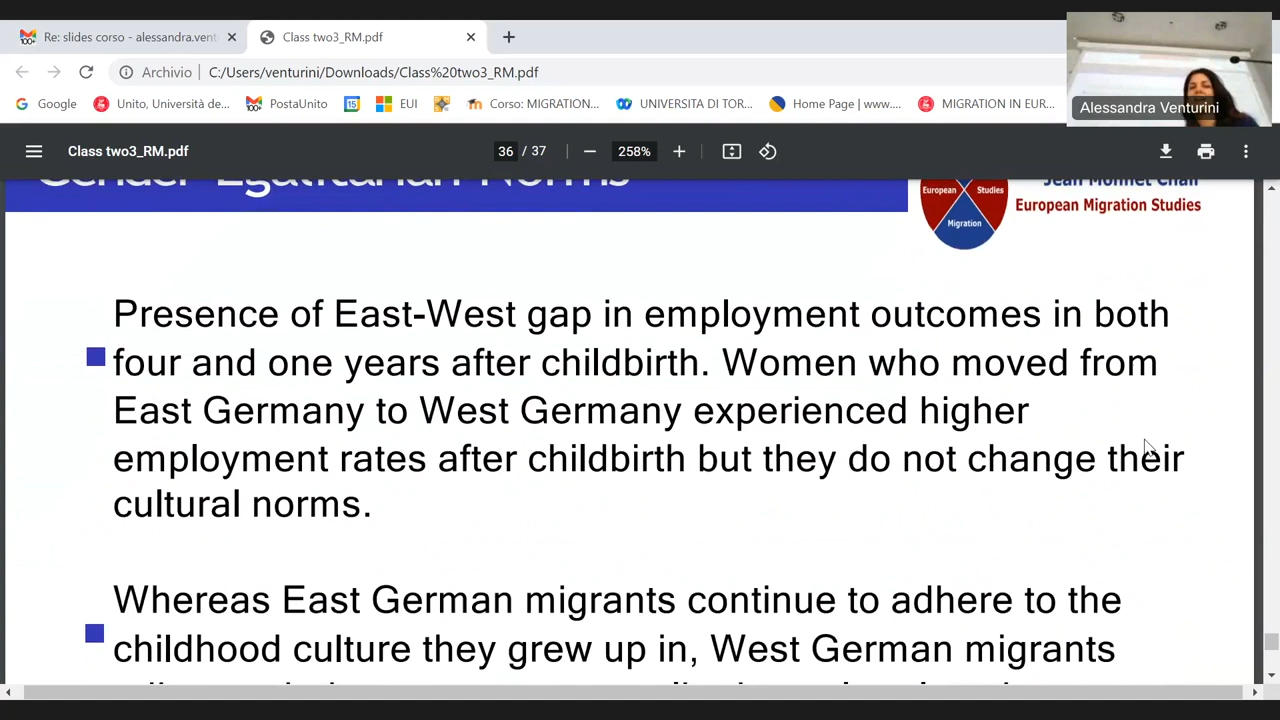 Re: slides corso - alessandra.vent
Class two3_RM.pdf
Archivio C:/Users/venturini/Downloads/Class%20two3_RM.pdf
Google
Unito, Università de...
PostaUnito
EUI
Corso: MIGRATION...
UNIVERSITA DI TOR...
Home Page | www....
MIGRATION IN EUR...
Alessandra Venturini
Class two3_RM.pdf
36 / 37
258%
Gender Egalitarian Norms
European Studies
Migration
Jean Monnet Chair
European Migration Studies
Presence of East-West gap in employment outcomes in both
four and one years after childbirth. Women who moved from
East Germany to West Germany experienced higher
employment rates after childbirth but they do not change their
cultural norms.
Whereas East German migrants continue to adhere to the
childhood culture they grew up in, West German migrants